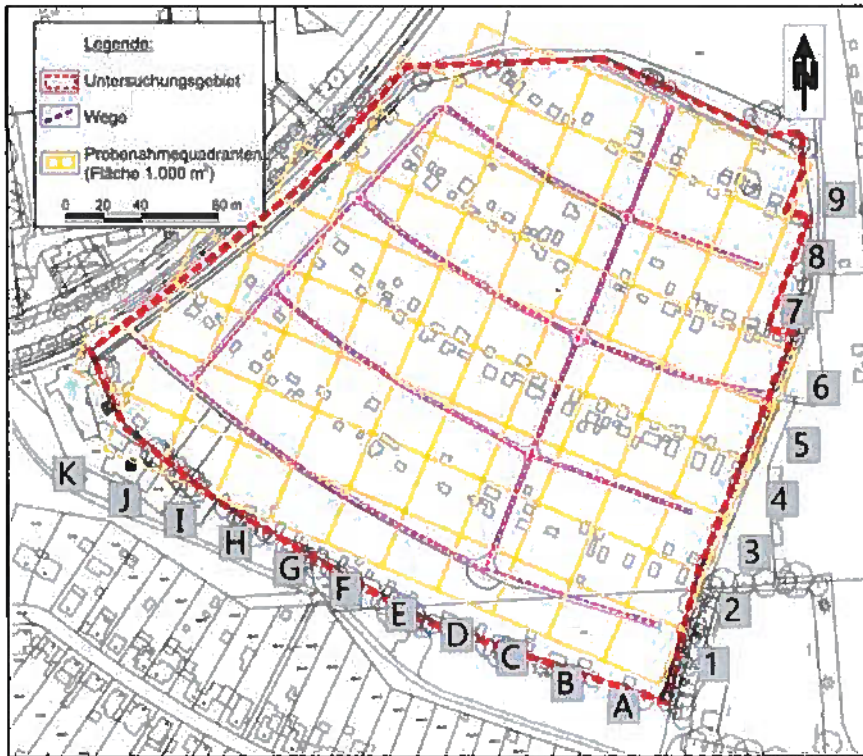 Legende:
Untersuchungsgebiet
Wege
Probenahmequadranten
(Fläche 1.000 m²)
0 20 40 80 m
N
9
8
7
6
5
4
3
2
1
K
J
I
H
G
F
E
D
C
B
A